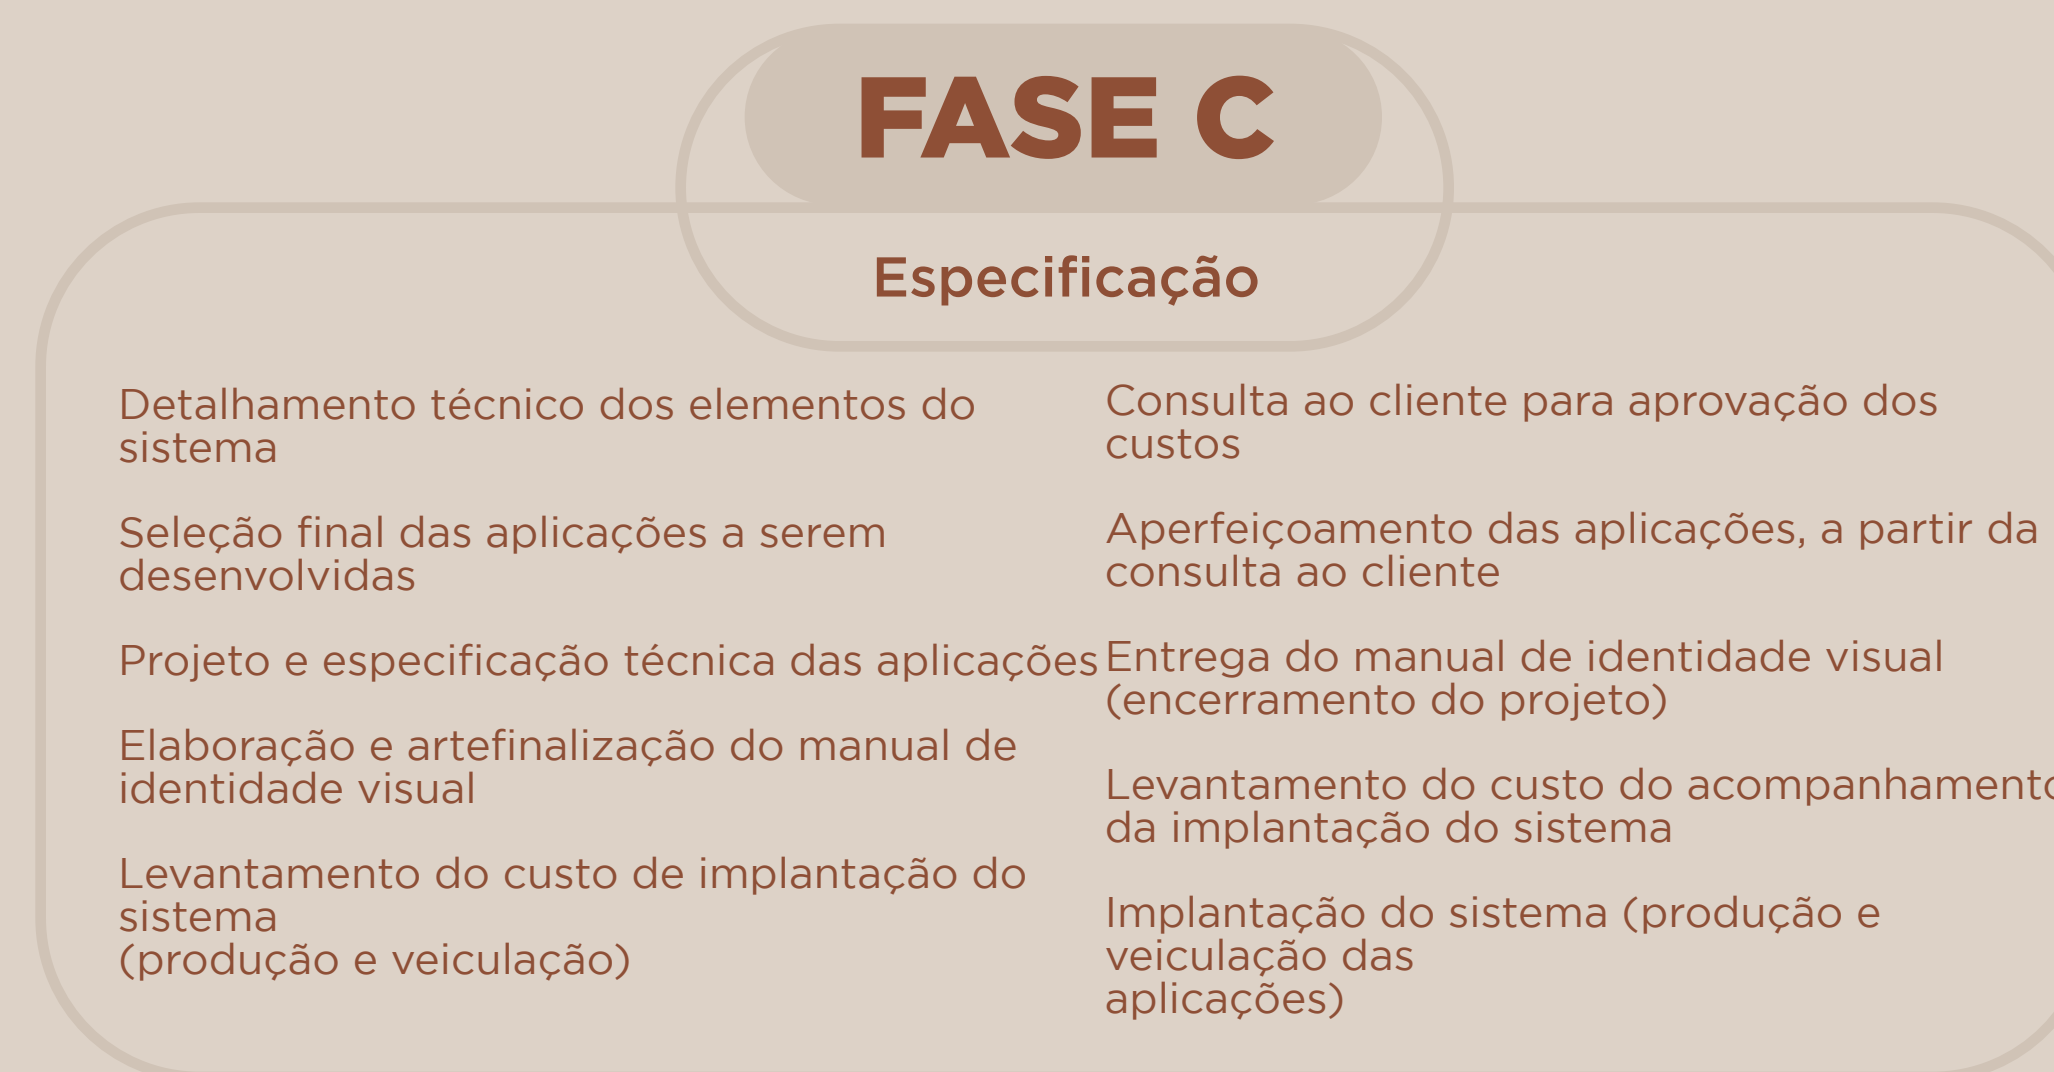 FASE C
Especificação
Detalhamento técnico dos elementos do
sistema
Seleção final das aplicações a serem
desenvolvidas
Projeto e especificação técnica das aplicações
Elaboração e artefinalização do manual de
identidade visual
Levantamento do custo de implantação do
sistema
(produção e veiculação)
Consulta ao cliente para aprovação dos
custos
Aperfeiçoamento das aplicações, a partir da
consulta ao cliente
Entrega do manual de identidade visual
(encerramento do projeto)
Levantamento do custo do acompanhamento
da implantação do sistema
Implantação do sistema (produção e
veiculação das
aplicações)